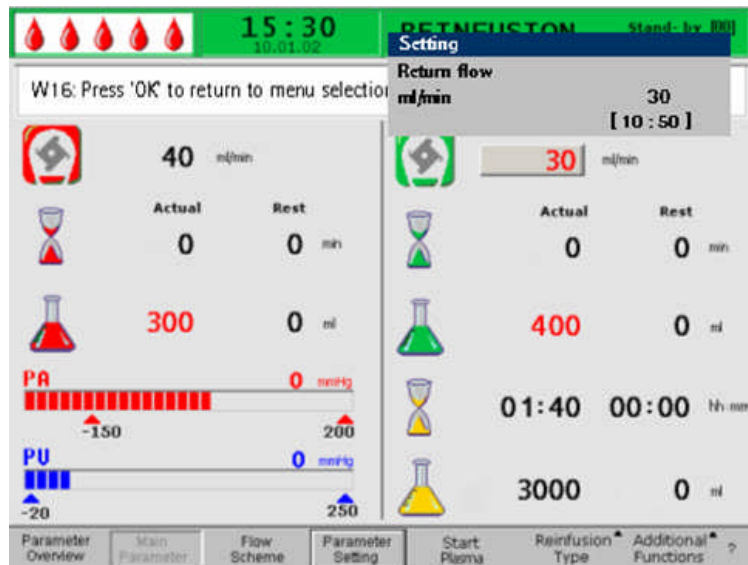 15:30
10.01.02
REINFUSION
Stand-by [00]
Setting
Return flow
ml/min 30
[ 10 : 50 ]
W16: Press 'OK' to return to menu selection
40 ml/min
30 ml/min
Actual Rest
0 0 min
300 0 ml
PA 0 mmHg
-150 200
PV 0 mmHg
-20 250
Actual Rest
0 0 min
400 0 ml
01:40 00:00 hh-mm
3000 0 ml
Parameter Overview
Main Parameter
Flow Scheme
Parameter Setting
Start Plasma
Reinfusion Type
Additional Functions
?